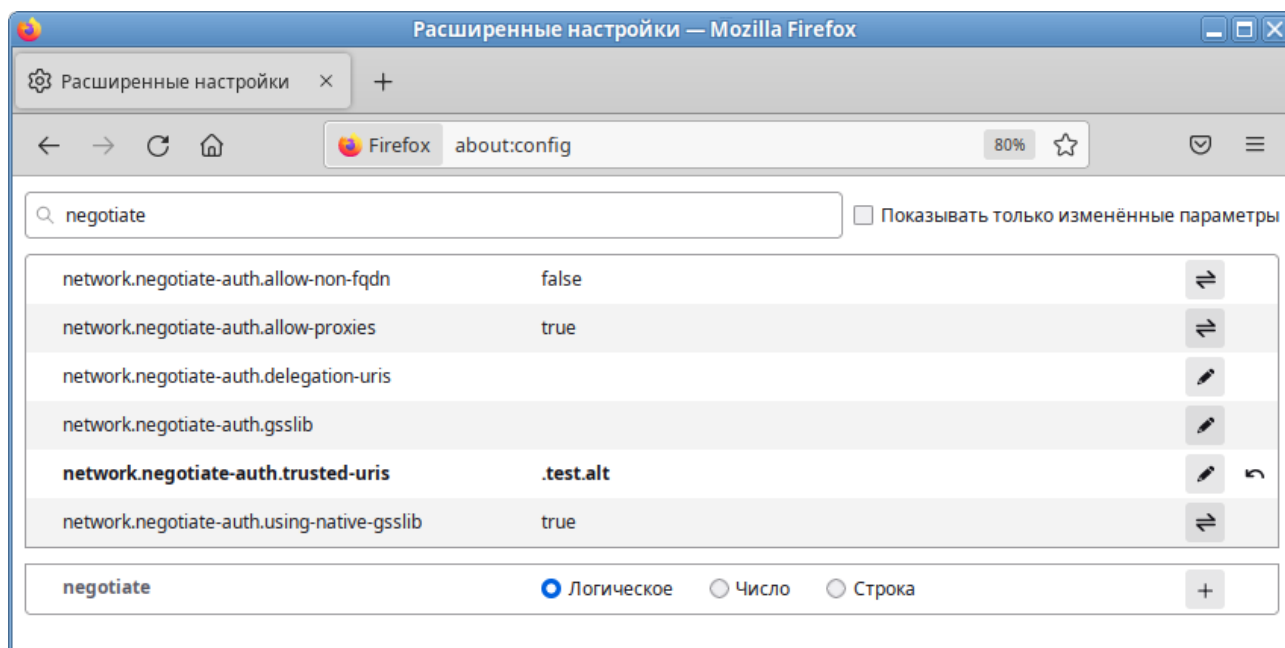 Расширенные настройки — Mozilla Firefox
Расширенные настройки
Firefox about:config 80%
negotiate Показывать только изменённые параметры
network.negotiate-auth.allow-non-fqdn false
network.negotiate-auth.allow-proxies true
network.negotiate-auth.delegation-uris
network.negotiate-auth.gsslib
network.negotiate-auth.trusted-uris .test.alt
network.negotiate-auth.using-native-gsslib true
negotiate Логическое Число Строка